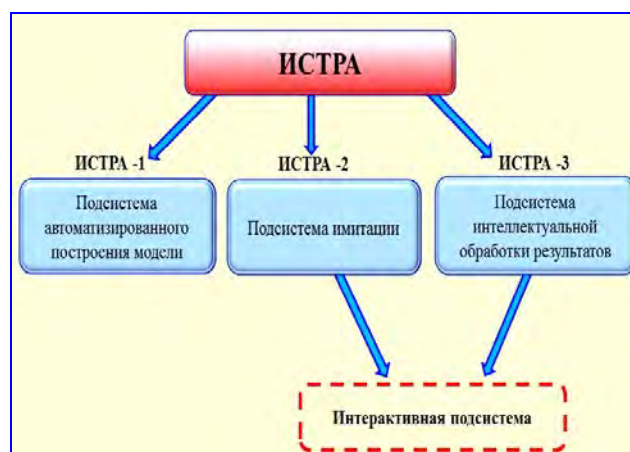 ИСТРА
ИСТРА -1
ИСТРА -2
ИСТРА -3
Подсистема
автоматизированного
построения модели
Подсистема имитации
Подсистема
интеллектуальной
обработки результатов
Интерактивная подсистема